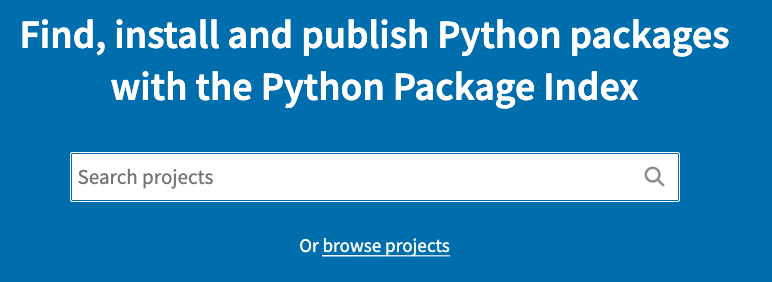 Find, install and publish Python packages
with the Python Package Index
Search projects
Or browse projects